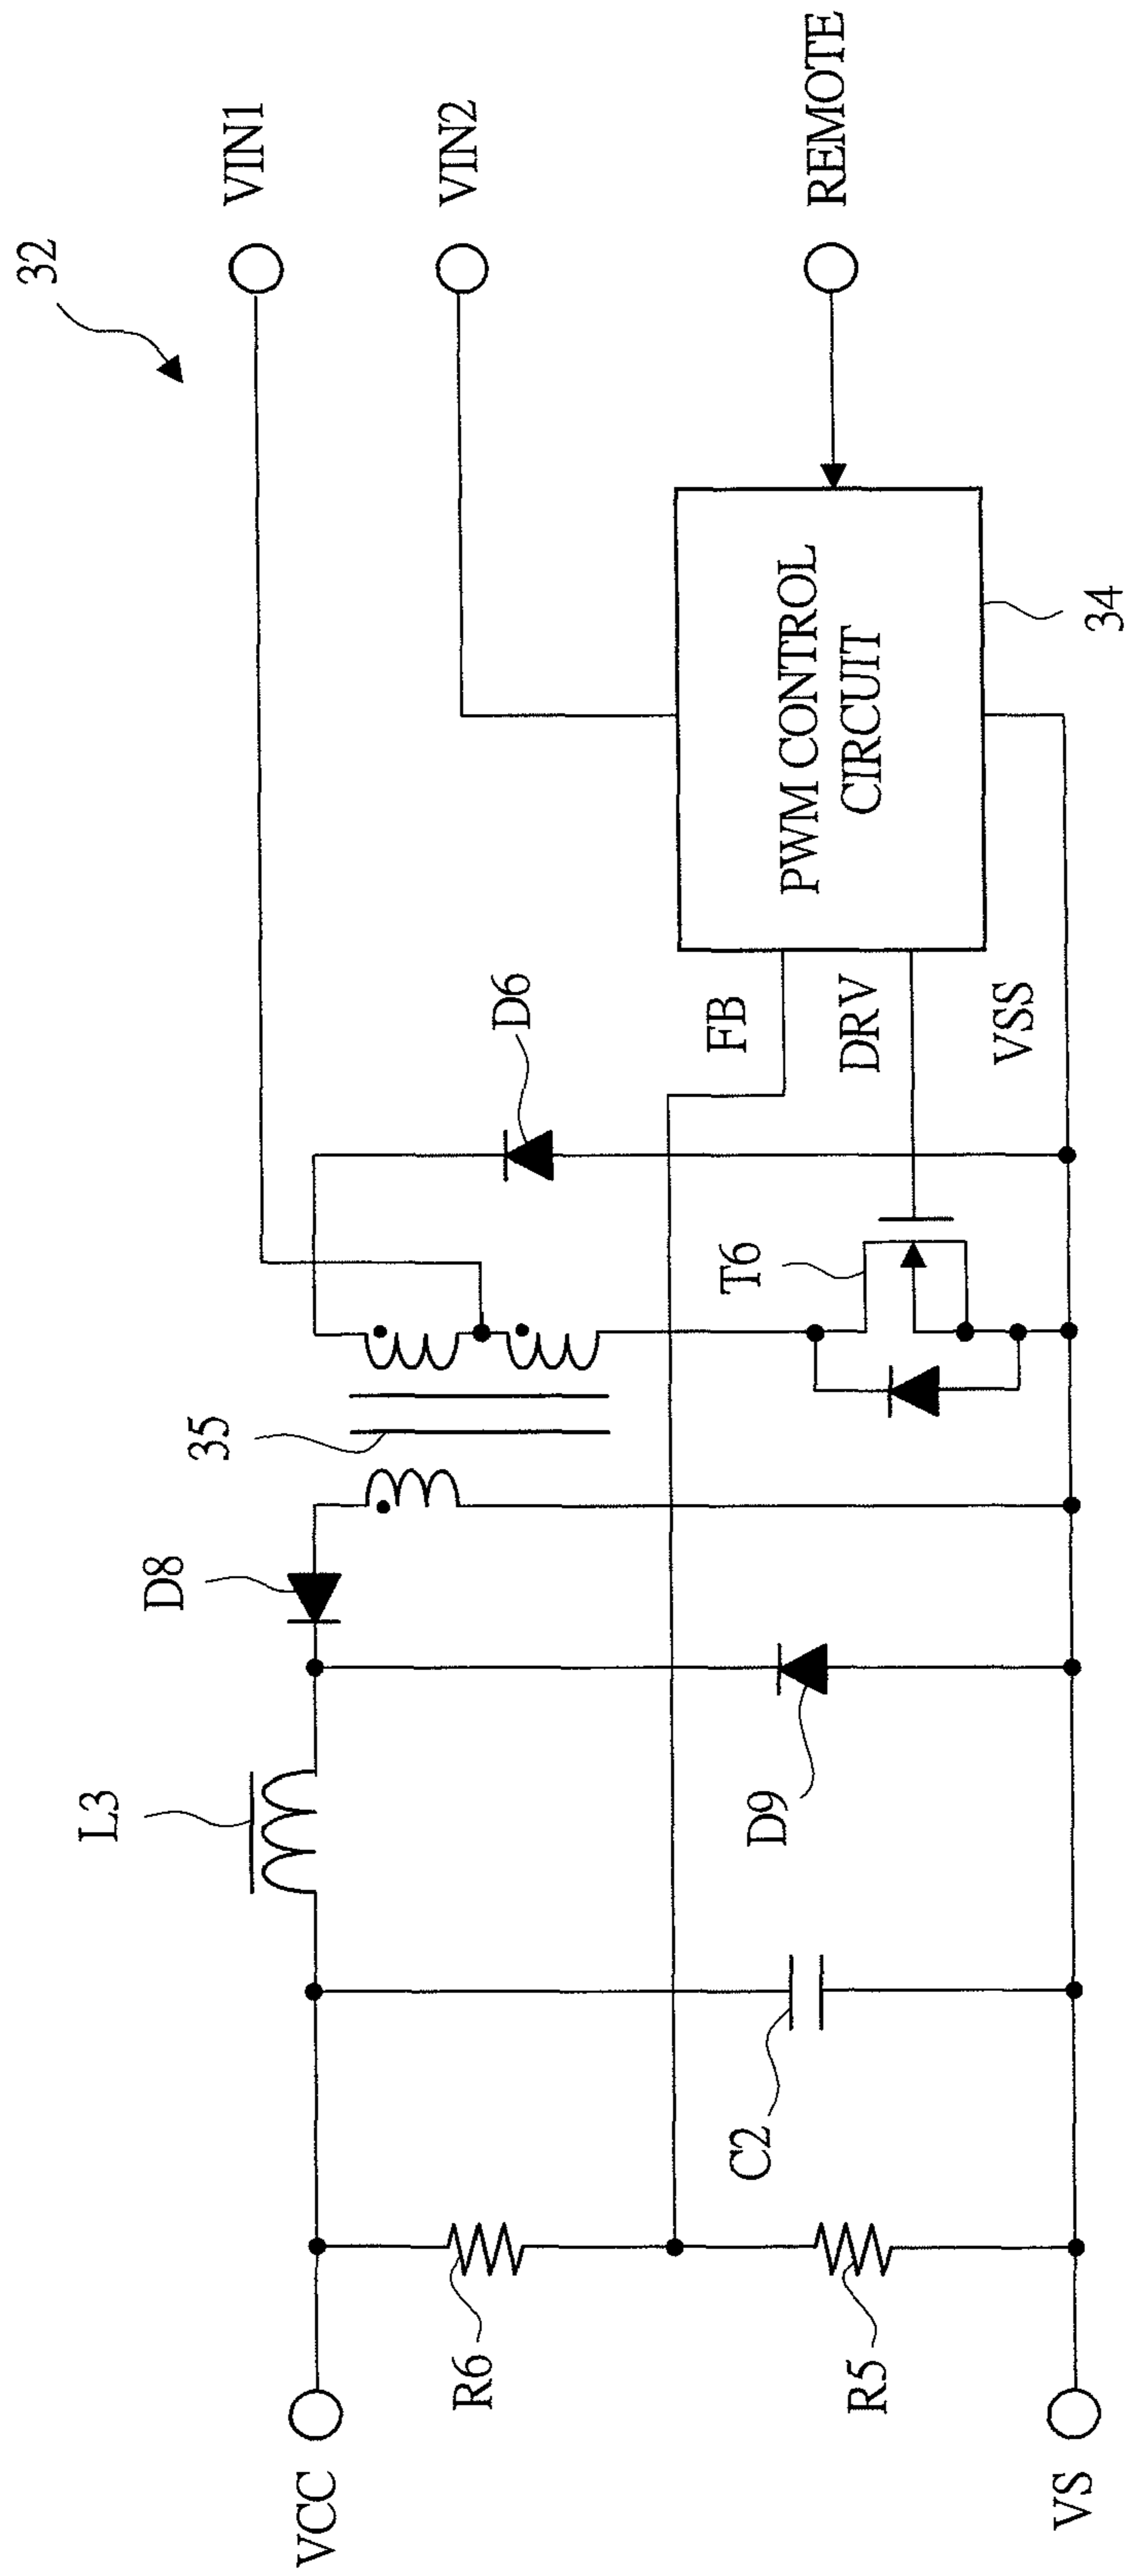 32
VIN1
VIN2
REMOTE
PWM CONTROL
CIRCUIT
34
FB
DRV
VSS
D6
T6
35
D8
D9
L3
C2
R6
R5
VCC
VS